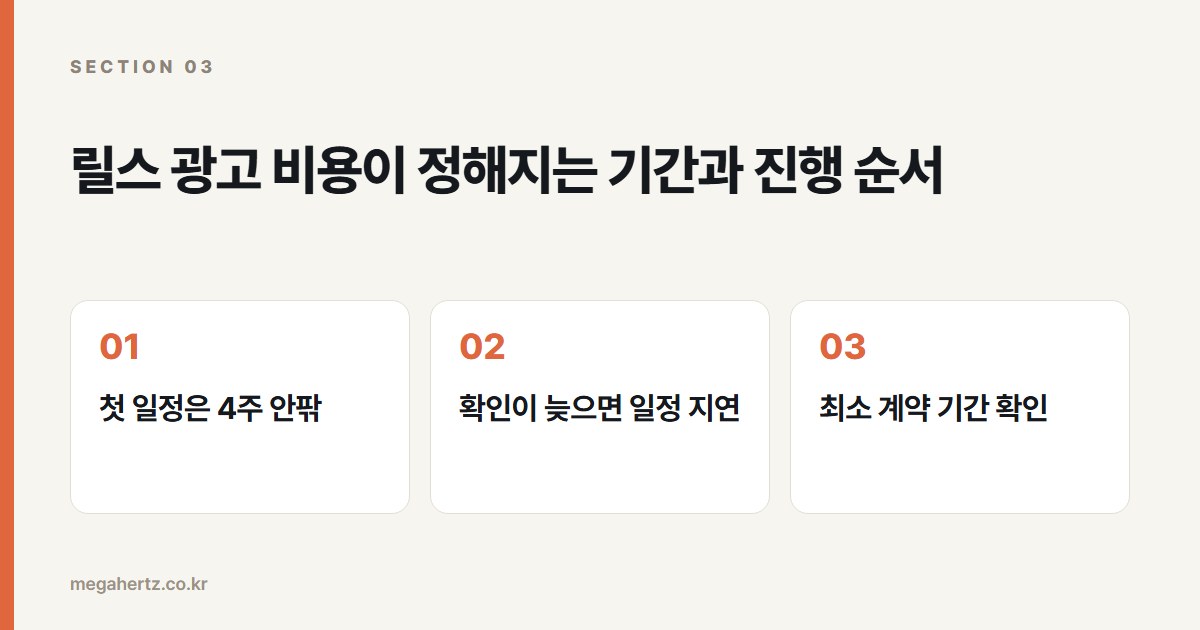 SECTION 03
릴스 광고 비용이 정해지는 기간과 진행 순서
01
첫 일정은 4주 안팎
02
확인이 늦으면 일정 지연
03
최소 계약 기간 확인
megahertz.co.kr